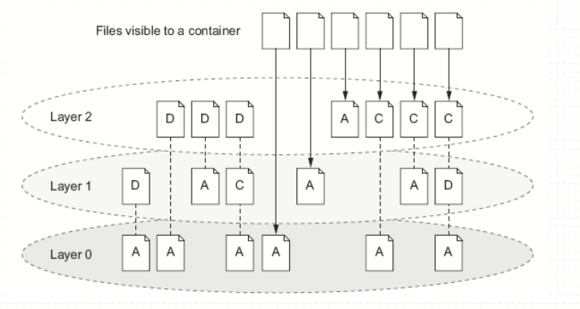 Files visible to a container
Layer 2 D D D A C C C
Layer 1 D A C A A D
Layer 0 A A A A A A